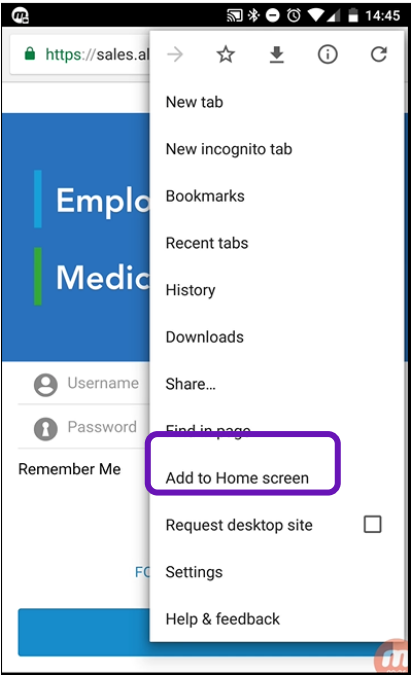 14:45
https://sales.al
New tab
New incognito tab
Emplo
Bookmarks
Recent tabs
Medic
History
Downloads
Username
Share...
Password
Find in page
Remember Me
Add to Home screen
Request desktop site
FO
Settings
Help & feedback